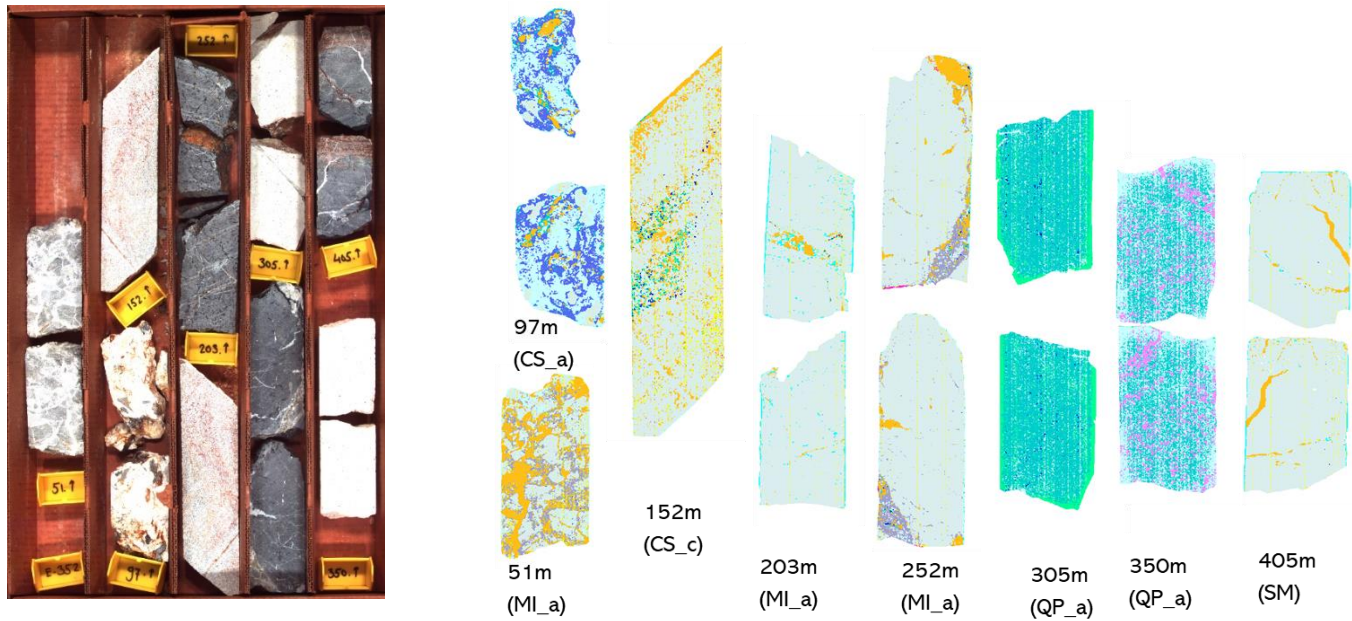 252.↑
152.↑
203.↑
305.↑
405.↑
51.↑
E-352
97.↑
350.↑
97m
(CS_a)
51m
(MI_a)
152m
(CS_c)
203m
(MI_a)
252m
(MI_a)
305m
(QP_a)
350m
(QP_a)
405m
(SM)